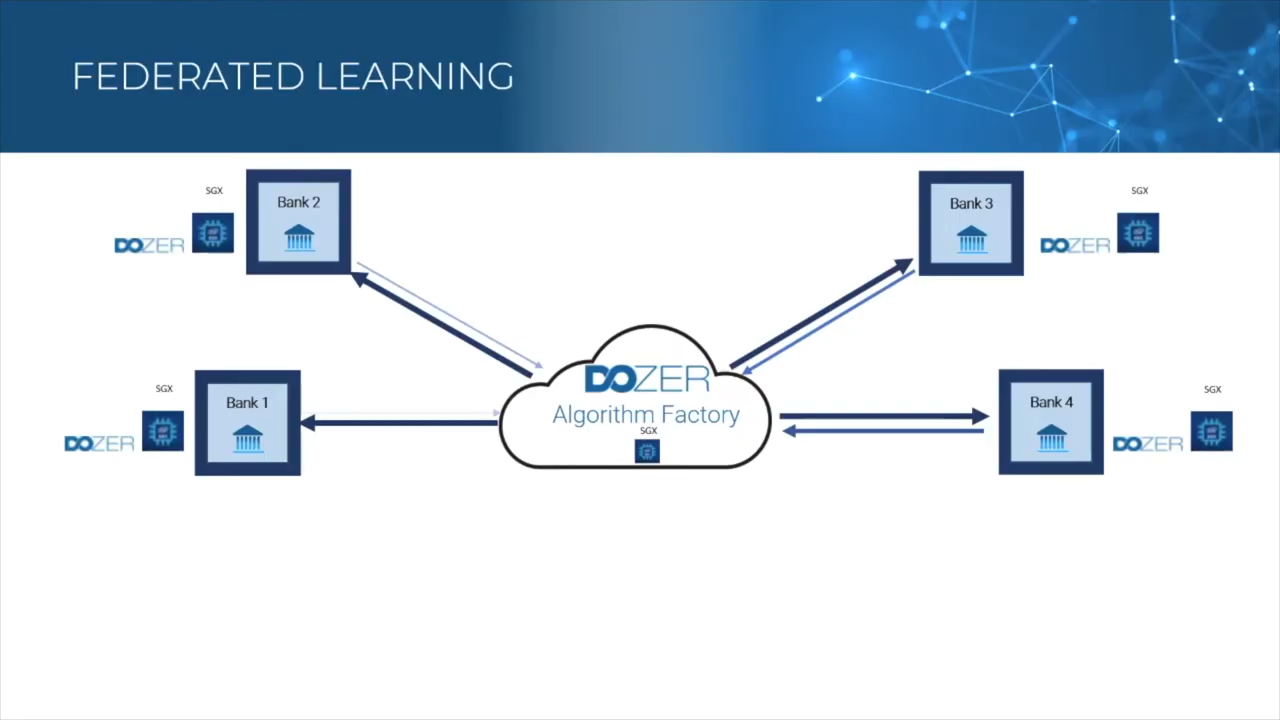 FEDERATED LEARNING
SGX
Bank 2
DOZER
SGX
Bank 3
DOZER
SGX
Bank 1
DOZER
DOZER
Algorithm Factory
SGX
Bank 4
SGX
DOZER